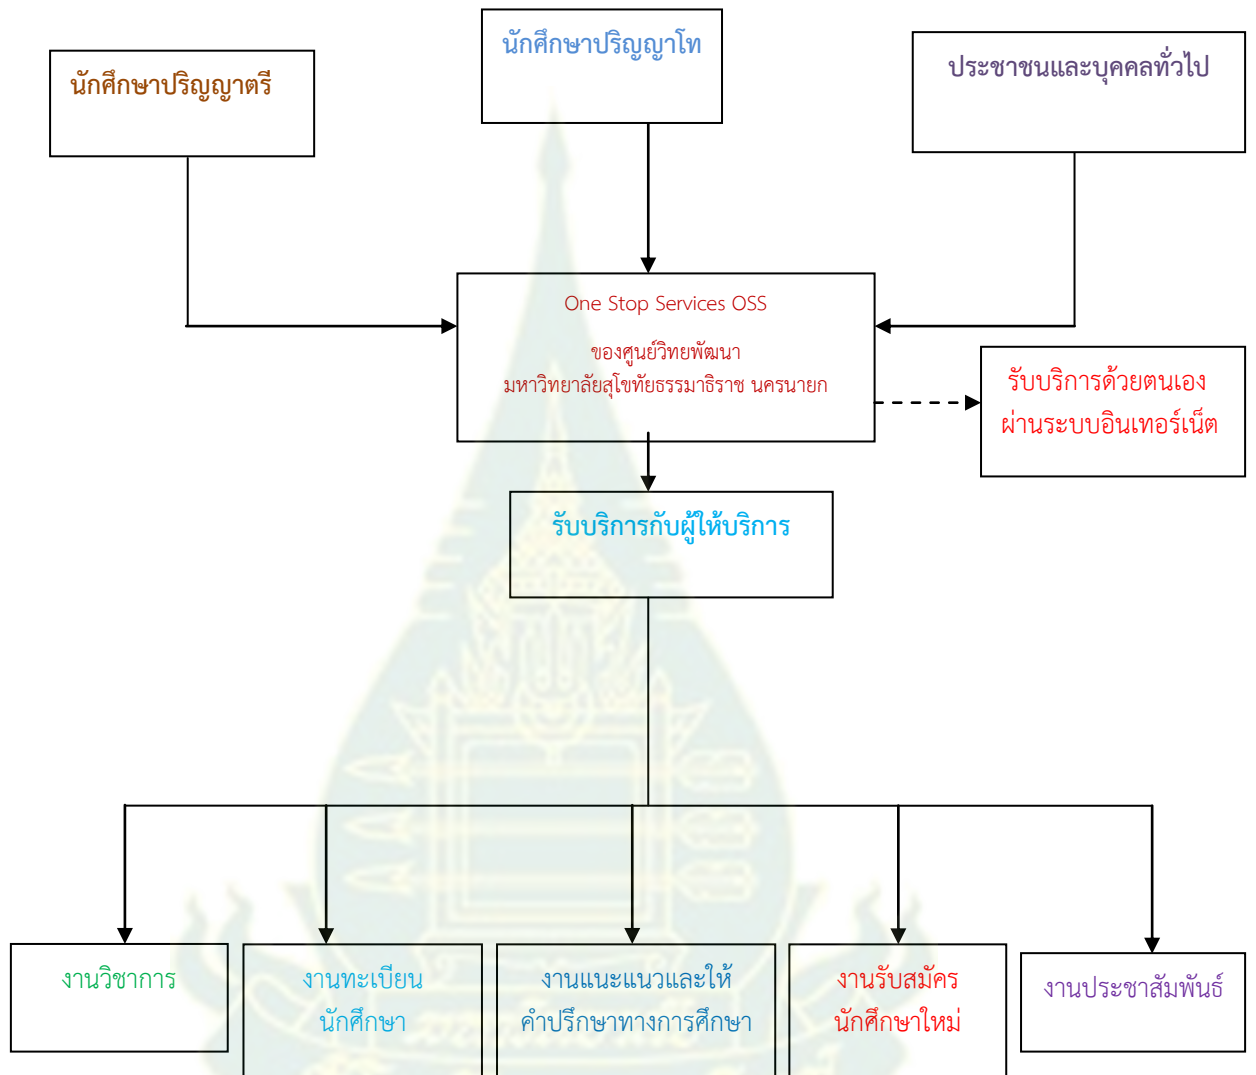 นักศึกษาปริญญาตรี
นักศึกษาปริญญาโท
ประชาชนและบุคคลทั่วไป
One Stop Services OSS
ของศูนย์วิทยพัฒนา
มหาวิทยาลัยสุโขทัยธรรมาธิราช นครนายก
รับบริการด้วยตนเอง
ผ่านระบบอินเทอร์เน็ต
รับบริการกับผู้ให้บริการ
งานวิชาการ
งานทะเบียน
นักศึกษา
งานแนะแนวและให้
คำปรึกษาทางการศึกษา
งานรับสมัคร
นักศึกษาใหม่
งานประชาสัมพันธ์